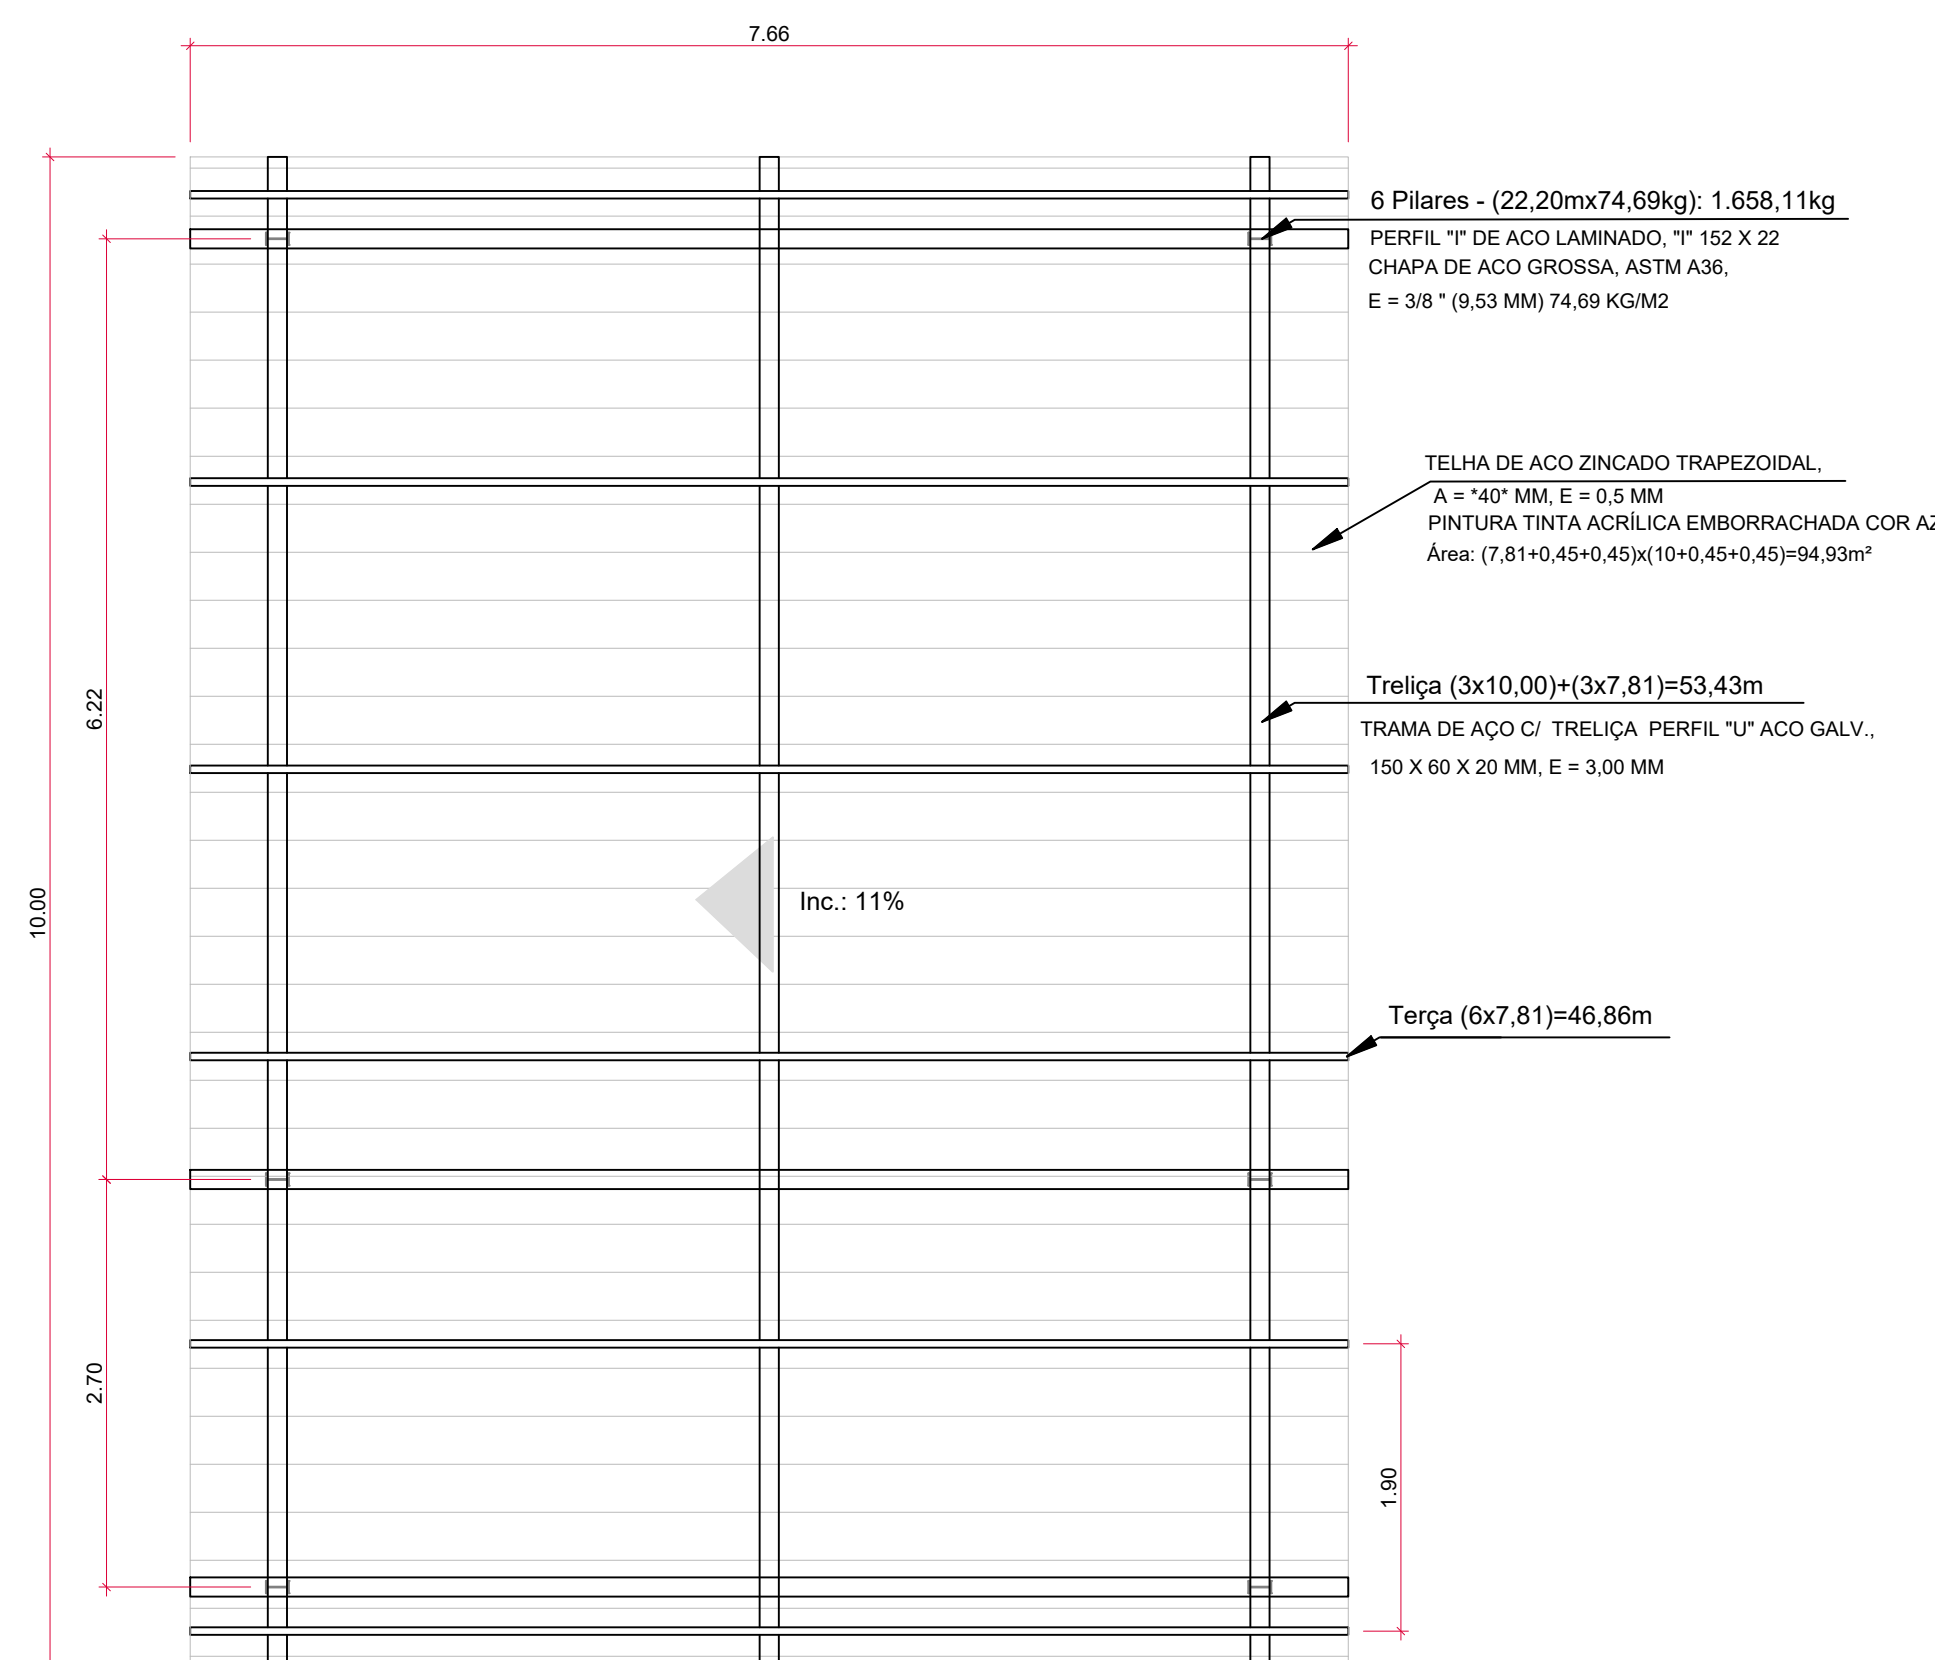 7.66
6 Pilares - (22,20mx74,69kg): 1.658,11kg
PERFIL "I" DE ACO LAMINADO, "I" 152 X 22
CHAPA DE ACO GROSSA, ASTM A36,
E = 3/8 " (9,53 MM) 74,69 KG/M2
TELHA DE ACO ZINCADO TRAPEZOIDAL,
A = *40* MM, E = 0,5 MM
PINTURA TINTA ACRÍLICA EMBORRACHADA COR
Área: (7,81+0,45+0,45)x(10+0,45+0,45)=94,93m²
6.22
Treliça (3x10,00)+(3x7,81)=53,43m
TRAMA DE AÇO C/ TRELIÇA PERFIL "U" ACO GALV.,
150 X 60 X 20 MM, E = 3,00 MM
10.00
Inc.: 11%
Terça (6x7,81)=46,86m
2.70
1.90